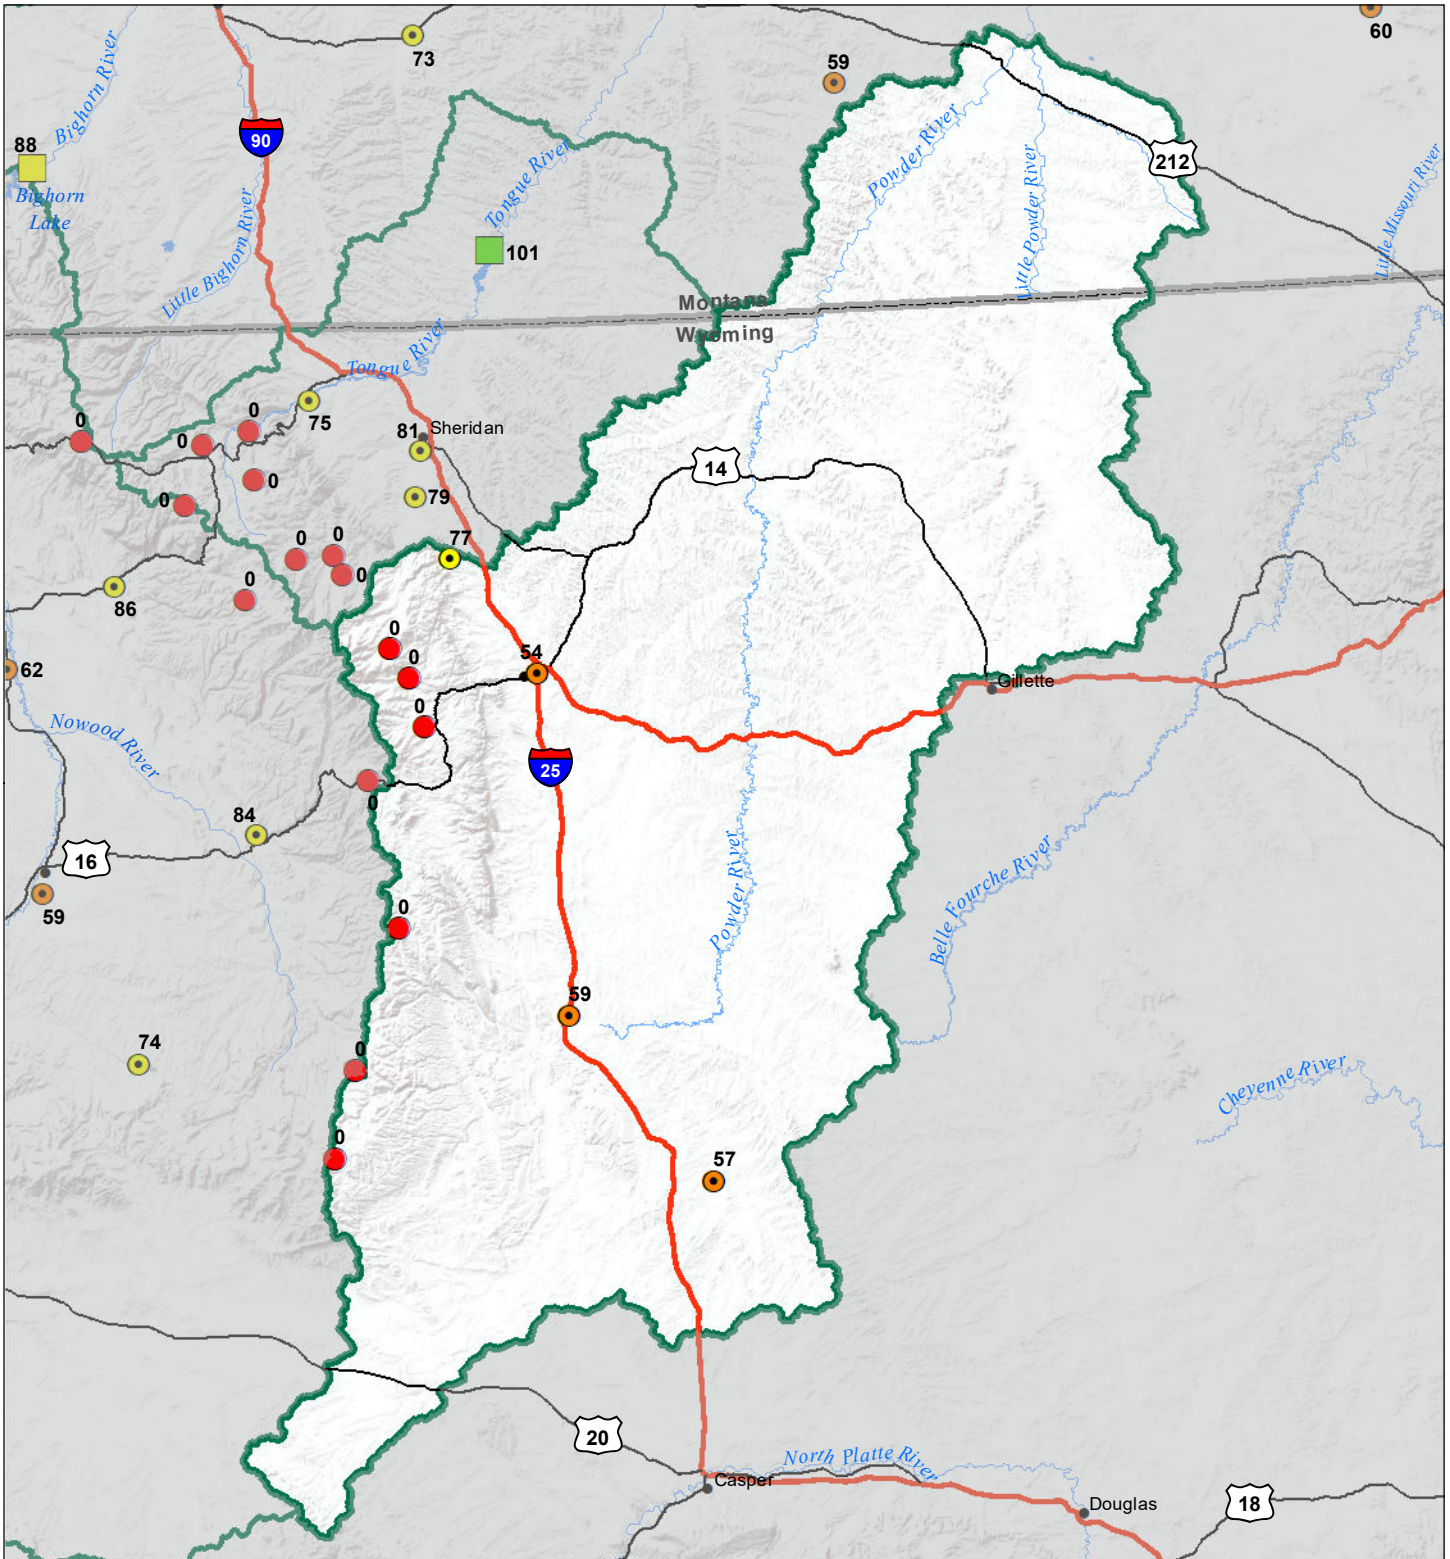 60
73
59
Bighorn River
90
88
Bighorn
Lake
Tongue River
Powder River
212
Little Powder River
Little Missouri River
Little Bighorn River
101
Montana
Wyoming
Tongue River
75
0
0
0
81
Sheridan
0
79
14
0
77
0
0
0
86
0
0
54
0
62
Gillette
0
Nowood River
25
0
84
16
Powder River
Belle Fourche River
59
0
59
74
0
Cheyenne River
0
57
20
North Platte River
Casper
Douglas
18